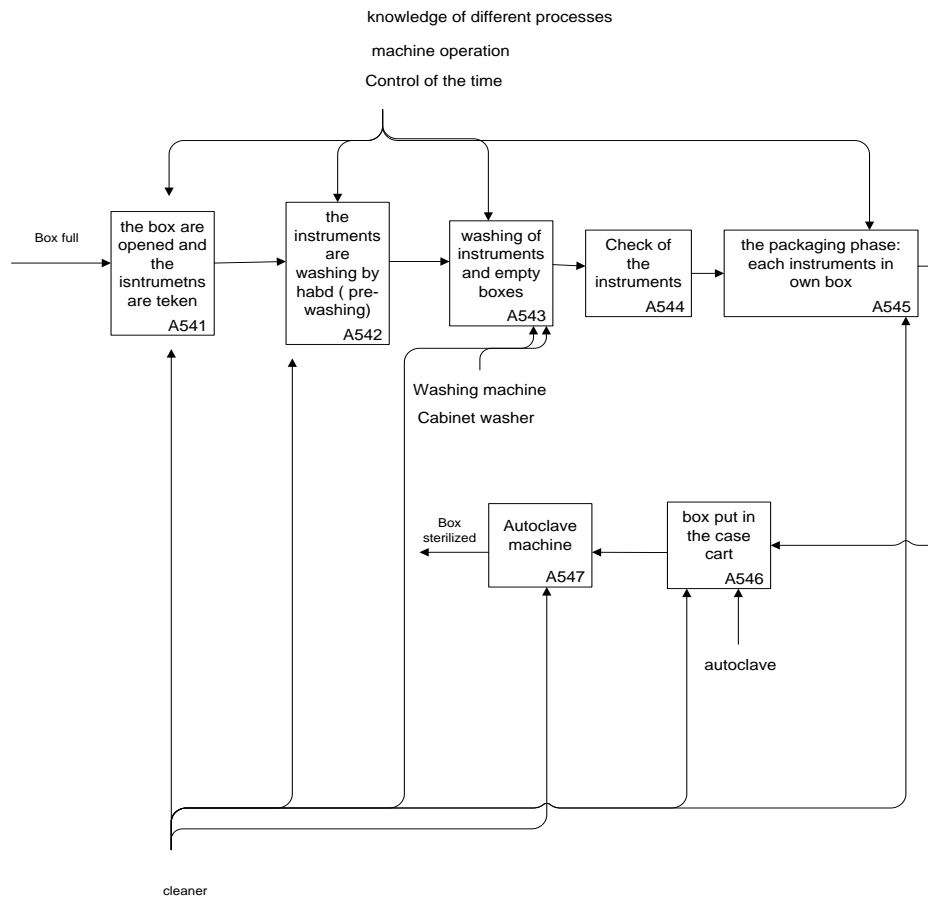 knowledge of different processes
machine operation
Control of the time
Box full
the box are
opened and
the
isntrumetns
are teken
A541
the
instruments
are
washing by
habd ( pre-
washing)
A542
washing of
instruments
and empty
boxes
A543
Check of
the
instruments
A544
the packaging phase:
each instruments in
own box
A545
Washing machine
Cabinet washer
Box
sterilized
Autoclave
machine
A547
box put in
the case
cart
A546
autoclave
cleaner